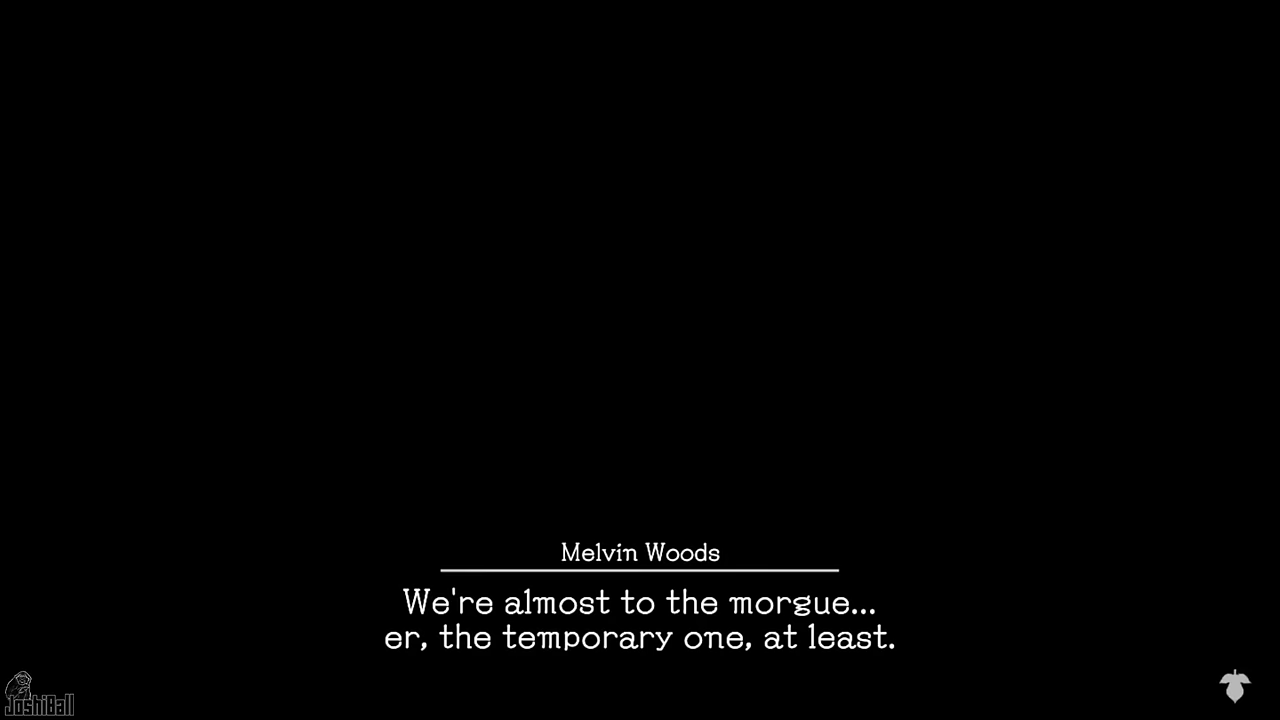 Melvin Woods
We're almost to the morgue...
er, the temporary one, at least.
JoshiBall